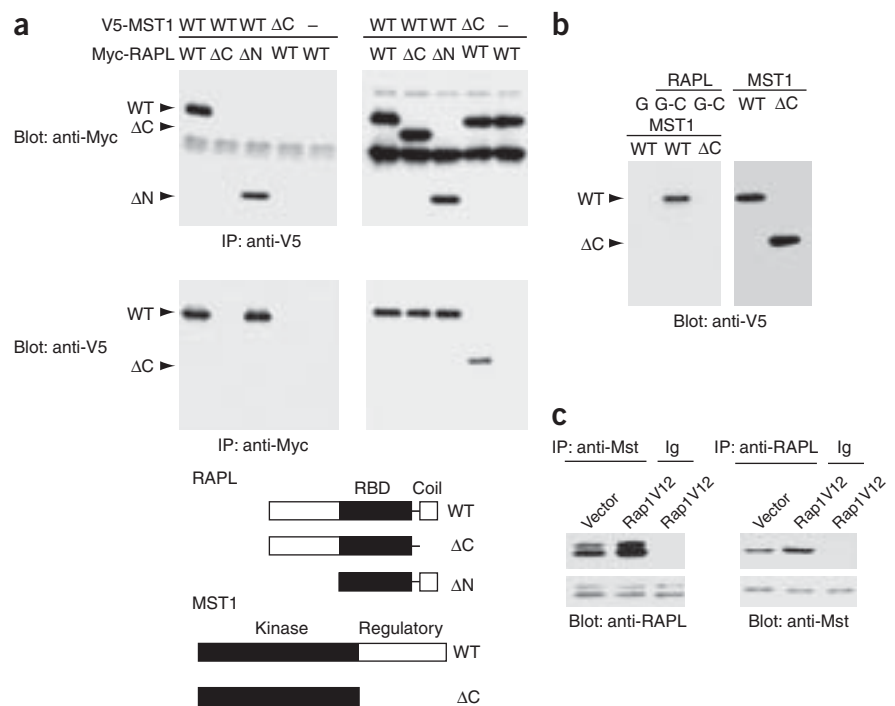 a
V5-MST1 WT WT WT ΔC –
Myc-RAPL WT ΔC ΔN WT WT
WT WT WT ΔC –
WT ΔC ΔN WT WT
Blot: anti-Myc
WT
ΔC
ΔN
IP: anti-V5
Blot: anti-V5
WT
ΔC
IP: anti-Myc
RAPL
RBD Coil
WT
ΔC
ΔN
MST1
Kinase Regulatory
WT
ΔC
b
RAPL
G G-C G-C
MST1
WT WT ΔC
MST1
WT ΔC
WT
ΔC
Blot: anti-V5
c
IP: anti-Mst Ig
Vector Rap1V12 Rap1V12
Blot: anti-RAPL
IP: anti-RAPL Ig
Vector Rap1V12 Rap1V12
Blot: anti-Mst